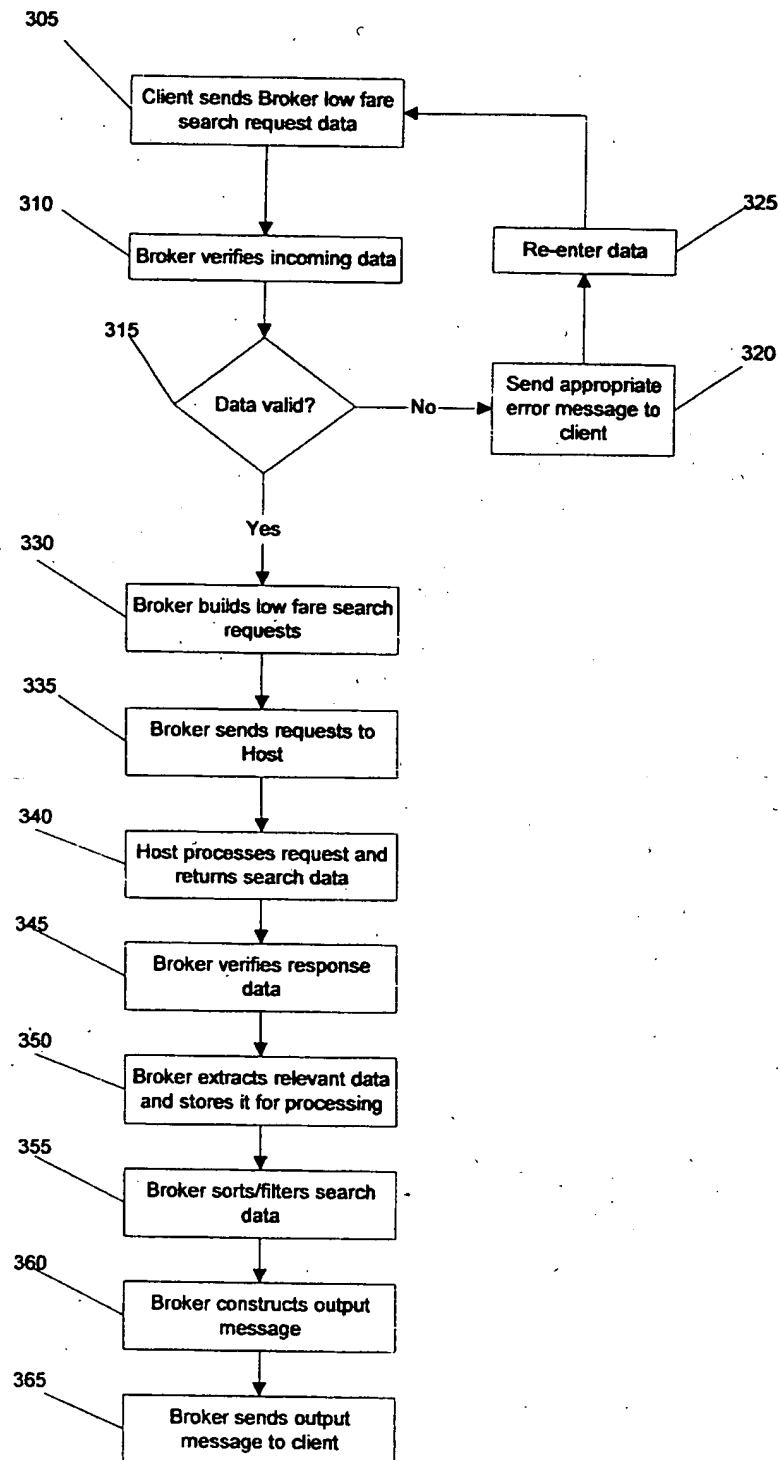 305
Client sends Broker low fare
search request data
310
Broker verifies incoming data
325
Re-enter data
315
Data valid?
No
320
Send appropriate
error message to
client
Yes
330
Broker builds low fare search
requests
335
Broker sends requests to
Host
340
Host processes request and
returns search data
345
Broker verifies response
data
350
Broker extracts relevant data
and stores it for processing
355
Broker sorts/filters search
data
360
Broker constructs output
message
365
Broker sends output
message to client